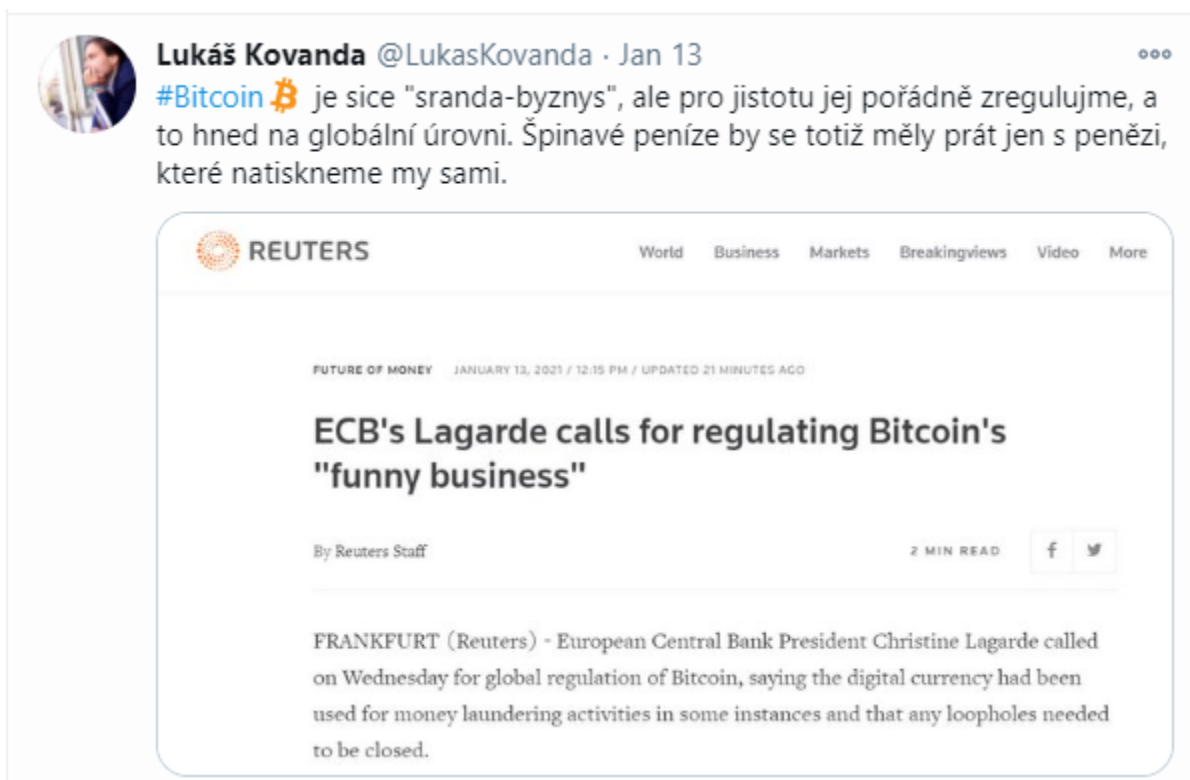 Lukáš Kovanda @LukasKovanda · Jan 13
#Bitcoin ₿ je sice "sranda-byznys", ale pro jistotu jej pořádně zregulujme, a
to hned na globální úrovni. Špinavé peníze by se totiž měly prát jen s penězi,
které natiskneme my sami.
REUTERS
World Business Markets Breakingviews Video More
FUTURE OF MONEY JANUARY 13, 2021 / 12:15 PM / UPDATED 21 MINUTES AGO
ECB's Lagarde calls for regulating Bitcoin's
"funny business"
By Reuters Staff
2 MIN READ
FRANKFURT (Reuters) - European Central Bank President Christine Lagarde called
on Wednesday for global regulation of Bitcoin, saying the digital currency had been
used for money laundering activities in some instances and that any loopholes needed
to be closed.